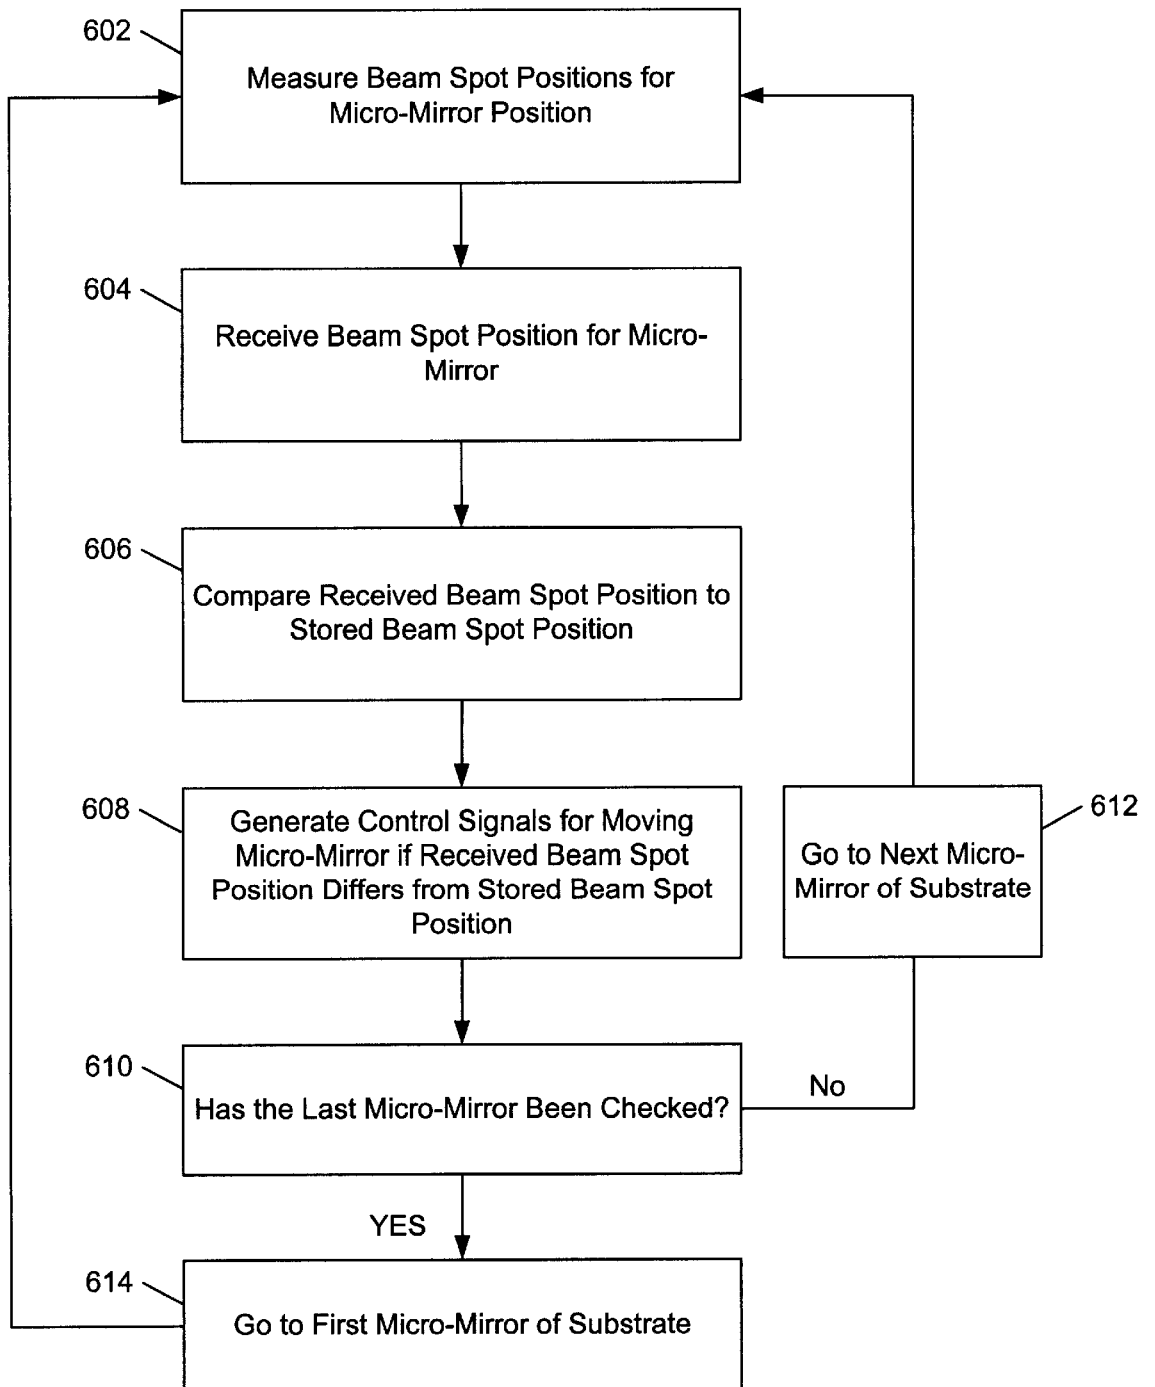 602
Measure Beam Spot Positions for
Micro-Mirror Position
604
Receive Beam Spot Position for Micro-
Mirror
606
Compare Received Beam Spot Position to
Stored Beam Spot Position
608
Generate Control Signals for Moving
Micro-Mirror if Received Beam Spot
Position Differs from Stored Beam Spot
Position
612
Go to Next Micro-
Mirror of Substrate
610
Has the Last Micro-Mirror Been Checked?
No
YES
614
Go to First Micro-Mirror of Substrate